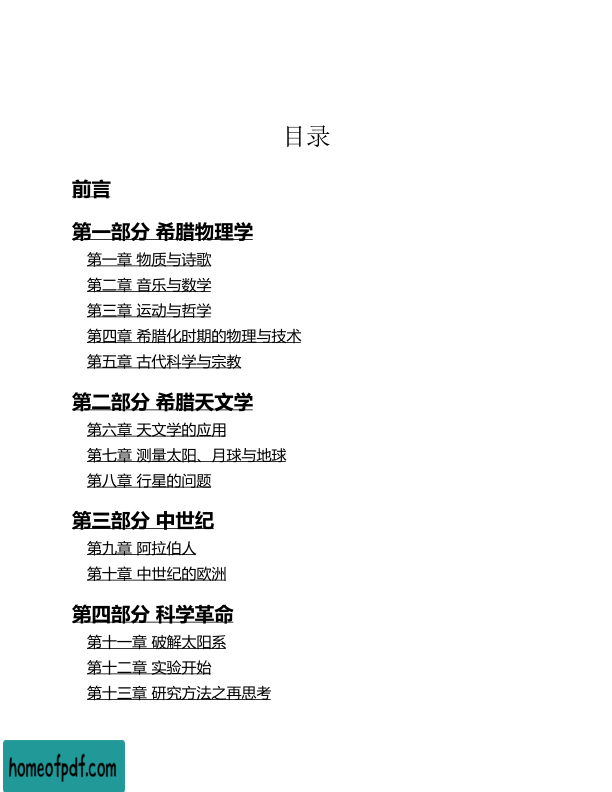 目录
前言
第一部分 希腊物理学
第一章 物质与诗歌
第二章 音乐与数学
第三章 运动与哲学
第四章 希腊化时期的物理与技术
第五章 古代科学与宗教
第二部分 希腊天文学
第六章 天文学的应用
第七章 测量太阳、月球与地球
第八章 行星的问题
第三部分 中世纪
第九章 阿拉伯人
第十章 中世纪的欧洲
第四部分 科学革命
第十一章 破解太阳系
第十二章 实验开始
第十三章 研究方法之再思考
homeofpdf.com